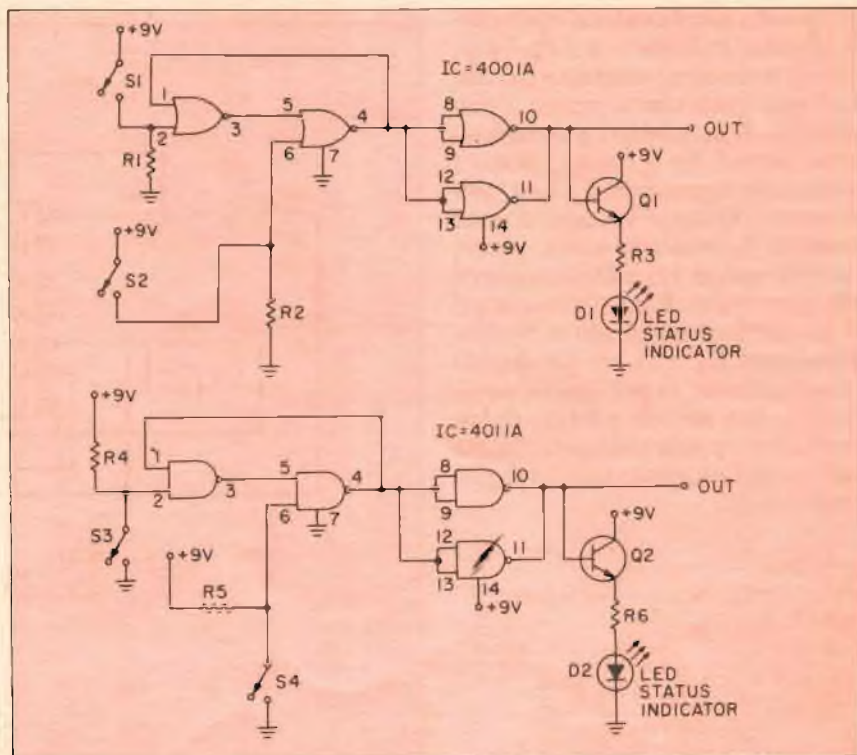 +9V
S1
1
2
3
R1
5
6
4
7
IC=4001A
8
9
10
12
13
11
14
+9V
OUT
+9V
Q1
R3
D1
LED
STATUS
INDICATOR
+9V
S2
R2
+9V
R4
1
2
3
S3
5
6
4
7
+9V
R5
S4
IC=4011A
8
9
10
12
13
11
14
+9V
OUT
+9V
Q2
R6
D2
LED
STATUS
INDICATOR